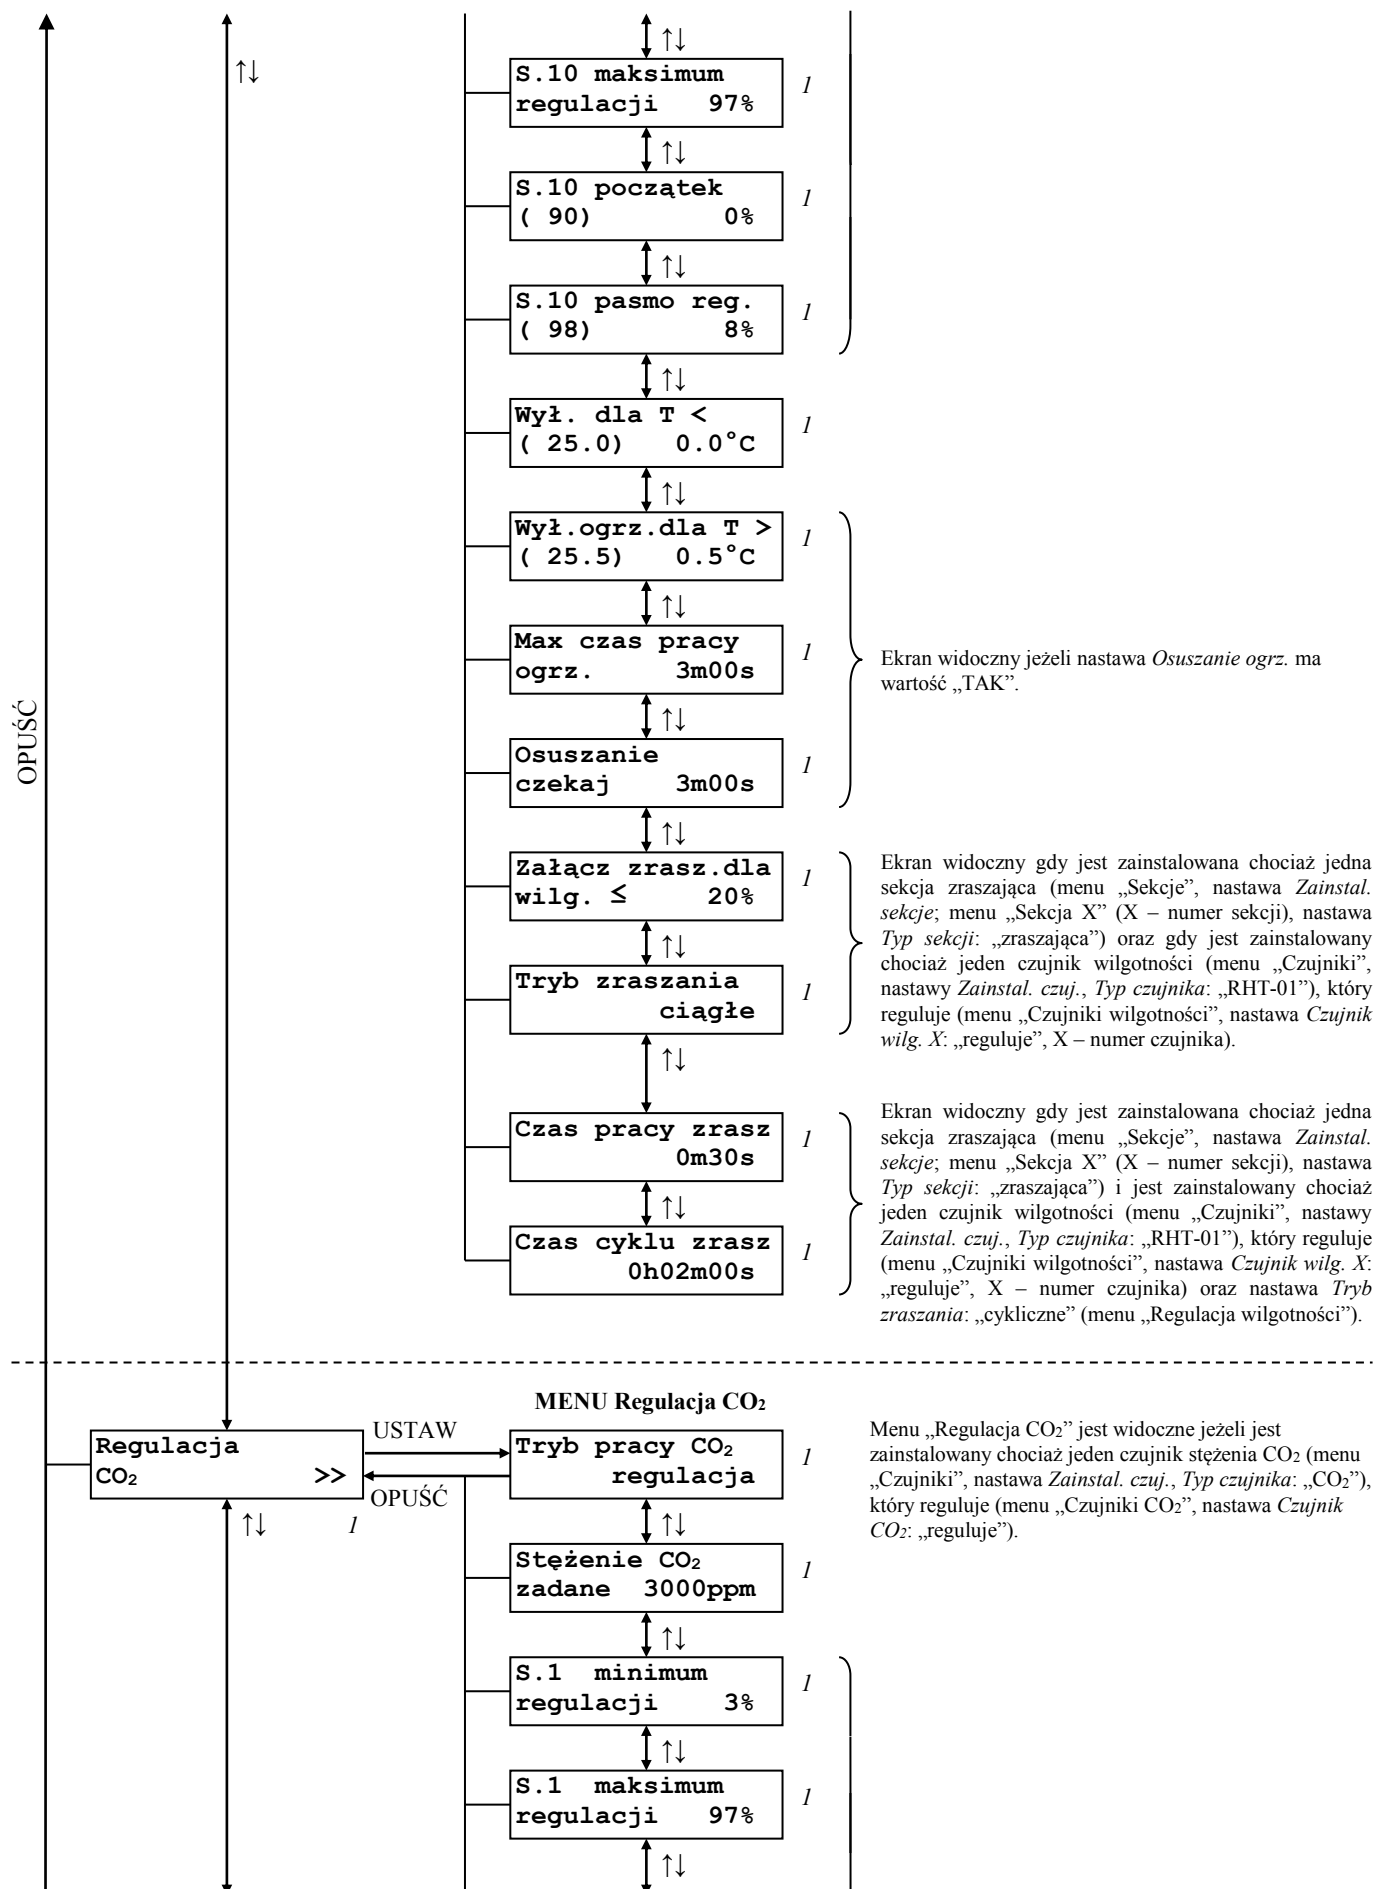 ↑↓
↑↓
S.10 maksimum
regulacji 97%
1
↑↓
S.10 początek
( 90) 0%
1
↑↓
S.10 pasmo reg.
( 98) 8%
1
↑↓
Wył. dla T <
( 25.0) 0.0°C
1
↑↓
Wył.ogrz.dla T >
( 25.5) 0.5°C
1
↑↓
Max czas pracy
ogrz. 3m00s
1
Ekran widoczny jeżeli nastawa Osuszanie ogrz. ma
wartość „TAK”.
OPUŚĆ
↑↓
Osuszanie
czekaj 3m00s
1
↑↓
Załącz zrasz.dla
wilg. ≤ 20%
1
↑↓
Tryb zraszania
ciągłe
1
Ekran widoczny gdy jest zainstalowana chociaż jedna
sekcja zraszająca (menu „Sekcje”, nastawa Zainstal.
sekcje; menu „Sekcja X” (X – numer sekcji), nastawa
Typ sekcji: „zraszająca”) oraz gdy jest zainstalowany
chociaż jeden czujnik wilgotności (menu „Czujniki”,
nastawy Zainstal. czuj., Typ czujnika: „RHT-01”), który
reguluje (menu „Czujniki wilgotności”, nastawa Czujnik
wilg. X: „reguluje”, X – numer czujnika).
↑↓
Czas pracy zrasz
0m30s
1
↑↓
Czas cyklu zrasz
0h02m00s
1
Ekran widoczny gdy jest zainstalowana chociaż jedna
sekcja zraszająca (menu „Sekcje”, nastawa Zainstal.
sekcje; menu „Sekcja X” (X – numer sekcji), nastawa
Typ sekcji: „zraszająca”) i jest zainstalowany chociaż
jeden czujnik wilgotności (menu „Czujniki”, nastawy
Zainstal. czuj., Typ czujnika: „RHT-01”), który reguluje
(menu „Czujniki wilgotności”, nastawa Czujnik wilg. X:
„reguluje”, X – numer czujnika) oraz nastawa Tryb
zraszania: „cykliczne” (menu „Regulacja wilgotności”).
MENU Regulacja CO₂
Regulacja
CO₂ >>
↑↓ 1
USTAW
OPUŚĆ
Tryb pracy CO₂
regulacja
1
Menu „Regulacja CO₂” jest widoczne jeżeli jest
zainstalowany chociaż jeden czujnik stężenia CO₂ (menu
„Czujniki”, nastawa Zainstal. czuj., Typ czujnika: „CO₂”),
który reguluje (menu „Czujniki CO₂”, nastawa Czujnik
CO₂: „reguluje”).
↑↓
Stężenie CO₂
zadane 3000ppm
1
↑↓
S.1 minimum
regulacji 3%
1
↑↓
S.1 maksimum
regulacji 97%
1
↑↓